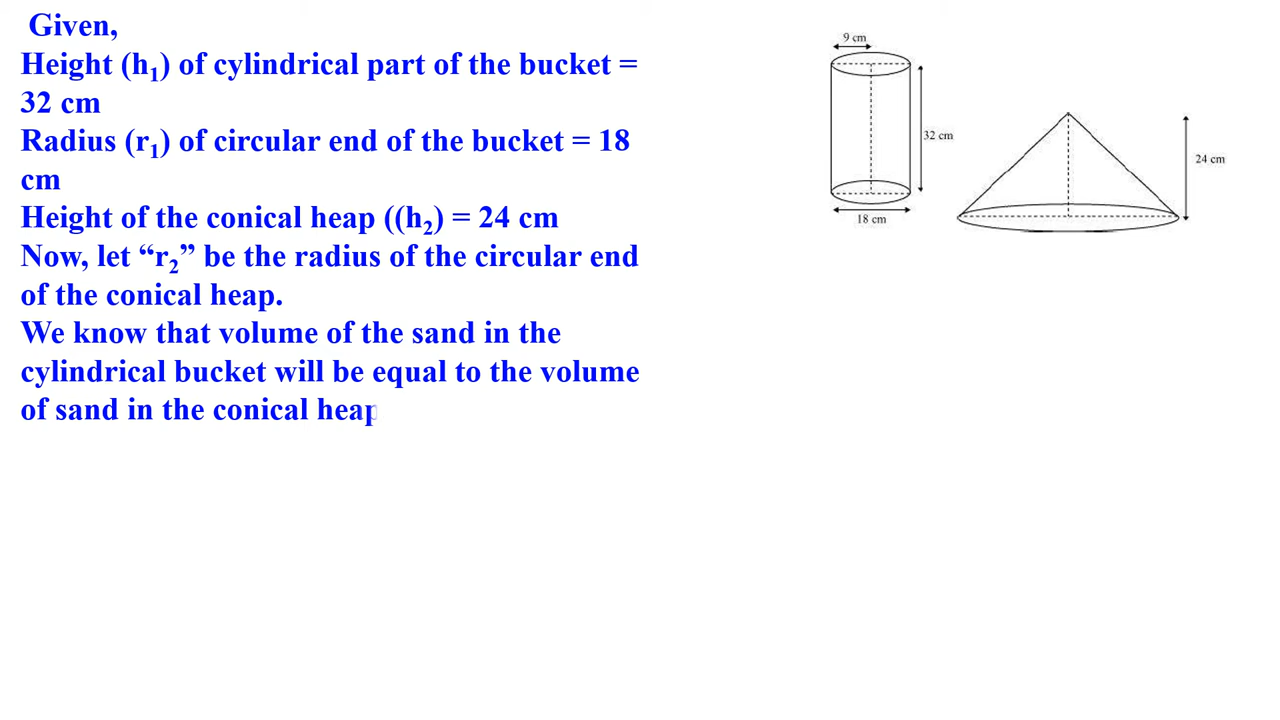 Given,
Height (h₁) of cylindrical part of the bucket =
32 cm
Radius (r₁) of circular end of the bucket = 18
cm
Height of the conical heap ((h₂) = 24 cm
Now, let “r₂” be the radius of the circular end
of the conical heap.
We know that volume of the sand in the
cylindrical bucket will be equal to the volume
of sand in the conical heap
9 cm
32 cm
18 cm
24 cm